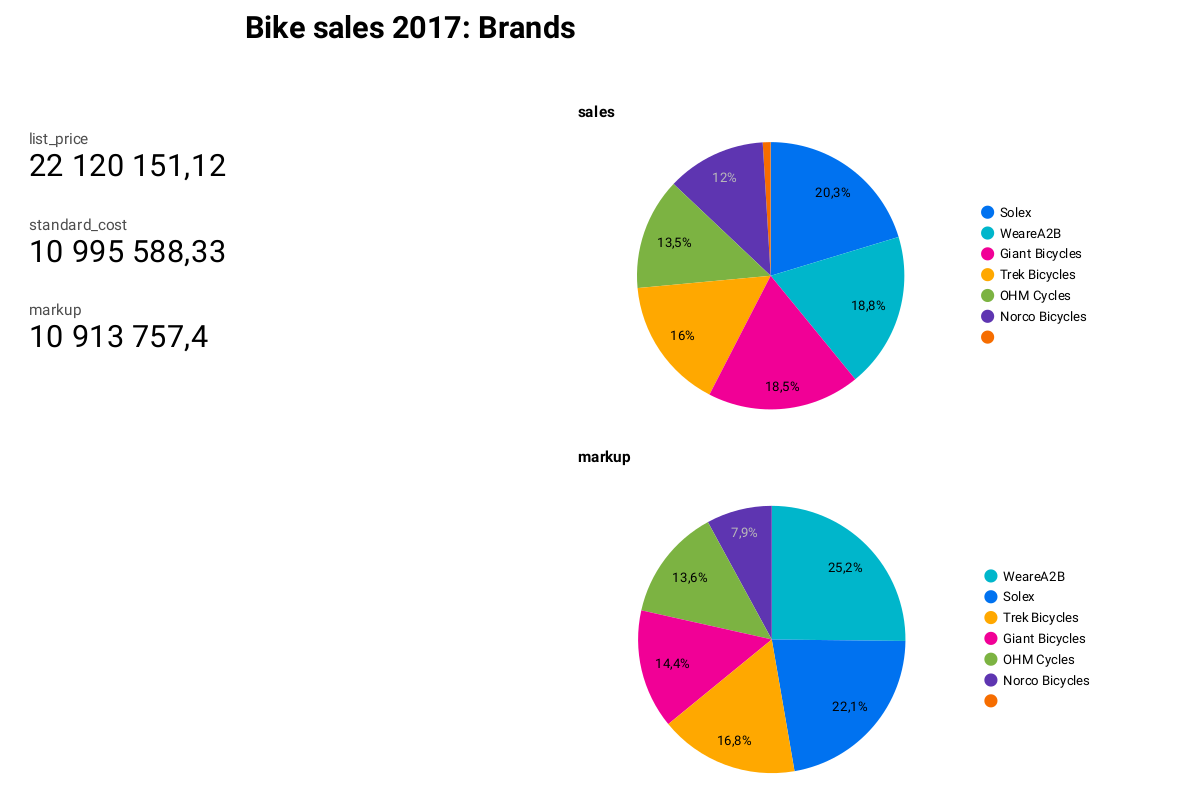 Bike sales 2017: Brands
list_price
22 120 151,12
standard_cost
10 995 588,33
markup
10 913 757,4
sales
20,3%
18,8%
18,5%
16%
13,5%
12%
Solex
WeareA2B
Giant Bicycles
Trek Bicycles
OHM Cycles
Norco Bicycles
markup
25,2%
22,1%
16,8%
14,4%
13,6%
7,9%
WeareA2B
Solex
Trek Bicycles
Giant Bicycles
OHM Cycles
Norco Bicycles